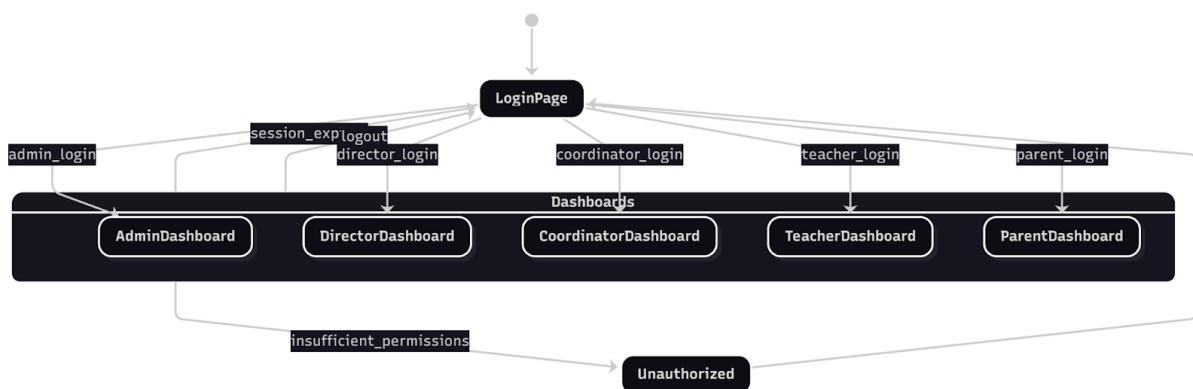 LoginPage
session_exp
logout
admin_login
director_login
coordinator_login
teacher_login
parent_login
Dashboards
AdminDashboard
DirectorDashboard
CoordinatorDashboard
TeacherDashboard
ParentDashboard
insufficient_permissions
Unauthorized